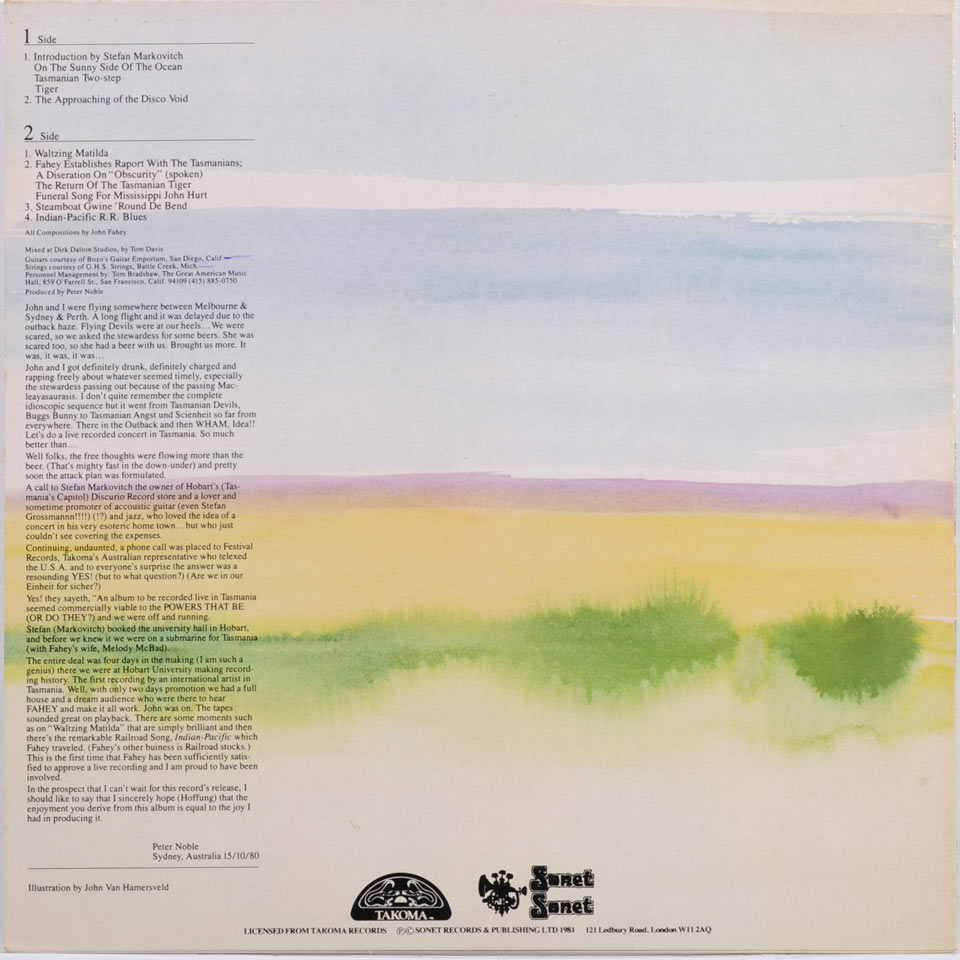 1 Side
1. Introduction by Stefan Markovitch
On The Sunny Side Of The Ocean
Tasmanian Two-step
Tiger
2. The Approaching of the Disco Void
2 Side
1. Waltzing Matilda
2. Fahey Establishes Raport With The Tasmanians;
A Diseration On "Obscurity" (spoken)
The Return Of The Tasmanian Tiger
Funeral Song For Mississippi John Hurt
3. Steamboat Gwine 'Round De Bend
4. Indian-Pacific R.R. Blues
All Compositions by John Fahey
Mixed at Dirk Dalton Studios, by Tom Davis
Guitars courtesy of Bozo's Guitar Emporium, San Diego, Calif.
Strings courtesy of G.H.S. Strings, Battle Creek, Mich.
Personnel Management by: Tom Bradshaw, The Great American Music
Hall, 859 O'Farrell St., San Francisco, Calif. 94109 (415) 885-0750
Produced by Peter Noble
John and I were flying somewhere between Melbourne &
Sydney & Perth. A long flight and it was delayed due to the
outback haze. Flying Devils were at our heels... We were
scared, so we asked the stewardess for some beers. She was
scared too, so she had a beer with us. Brought us more. It
was, it was, it was...
John and I got definitely drunk, definitely charged and
rapping freely about whatever seemed timely, especially
the stewardess passing out because of the passing Mac-
leayasaurasis. I don't quite remember the complete
idioscopic sequence but it went from Tasmanian Devils,
Buggs Bunny to Tasmanian Angst und Scienheit so far from
everywhere. There in the Outback and then WHAM, Idea!!
Let's do a live recorded concert in Tasmania. So much
better than...
Well folks, the free thoughts were flowing more than the
beer. (That's mighty fast in the down-under) and pretty
soon the attack plan was formulated.
A call to Stefan Markovitch the owner of Hobart's (Tas-
mania's Capitol) Discurio Record store and a lover and
sometime promoter of accoustic guitar (even Stefan
Grossmannn!!!!) (!?) and jazz, who loved the idea of a
concert in his very esoteric home town... but who just
couldn't see covering the expenses.
Continuing, undaunted, a phone call was placed to Festival
Records, Takoma's Australian representative who telexed
the U.S.A. and to everyone's surprise the answer was a
resounding YES! (but to what question?) (Are we in our
Einheit for sicher?)
Yes! they sayeth, "An album to be recorded live in Tasmania
seemed commercially viable to the POWERS THAT BE
(OR DO THEY?) and we were off and running.
Stefan (Markovitch) booked the university hall in Hobart,
and before we knew it we were on a submarine for Tasmania
(with Fahey's wife, Melody McBad).
The entire deal was four days in the making (I am such a
genius) there we were at Hobart University making record-
ing history. The first recording by an international artist in
Tasmania. Well, with only two days promotion we had a full
house and a dream audience who were there to hear
FAHEY and make it all work. John was on. The tapes
sounded great on playback. There are some moments such
as on "Waltzing Matilda" that are simply brilliant and then
there's the remarkable Railroad Song, Indian-Pacific which
Fahey traveled. (Fahey's other buiness is Railroad stocks.)
This is the first time that Fahey has been sufficiently satis-
fied to approve a live recording and I am proud to have been
involved.
In the prospect that I can't wait for this record's release, I
should like to say that I sincerely hope (Hoffung) that the
enjoyment you derive from this album is equal to the joy I
had in producing it.
Peter Noble
Sydney, Australia 15/10/80
Illustration by John Van Hamersveld
TAKOMA TM
Sonet
Sonet
LICENSED FROM TAKOMA RECORDS ℗©SONET RECORDS & PUBLISHING LTD 1981 121 Ledbury Road, London W11 2AQ